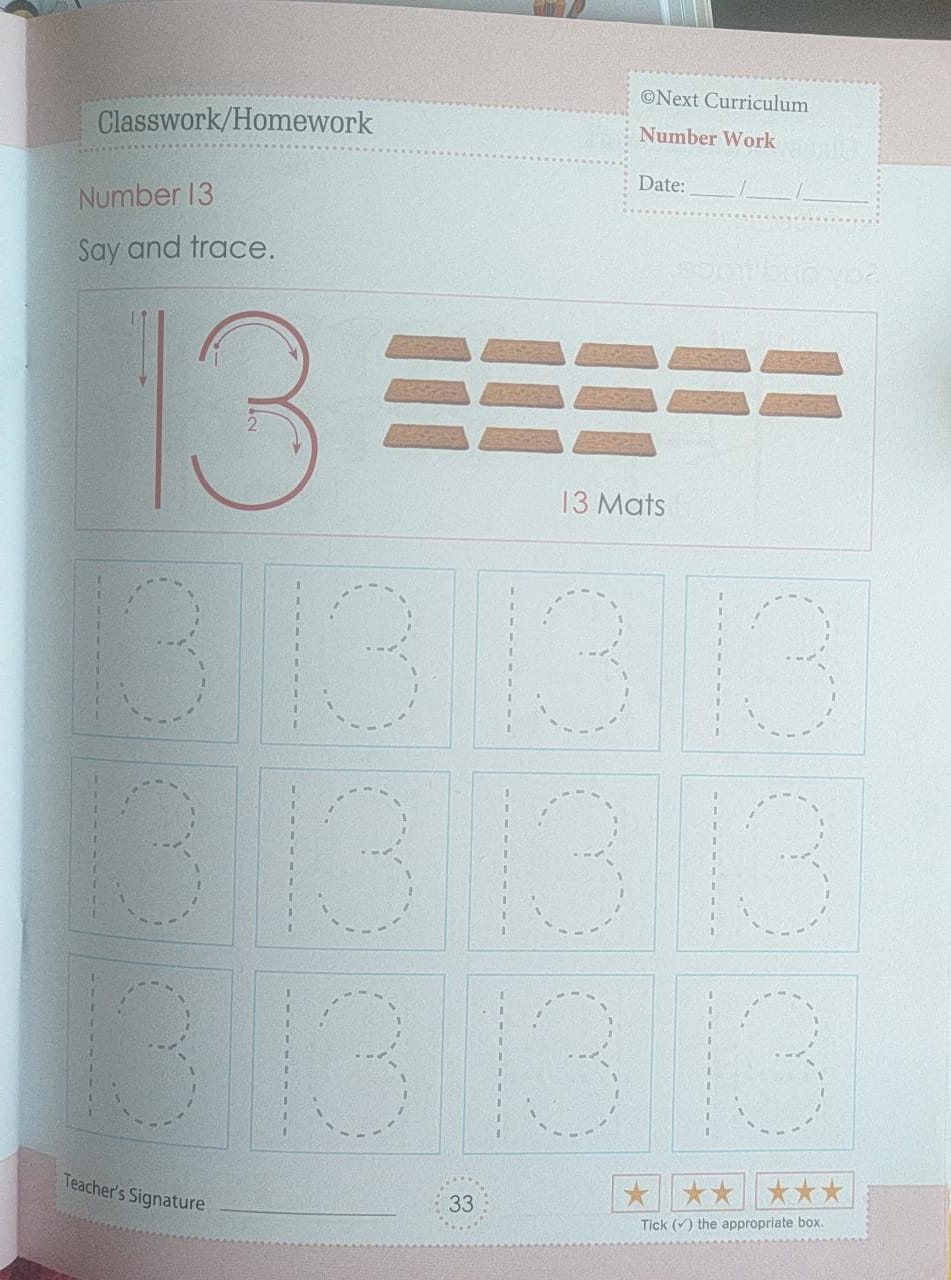 Classwork/Homework
©Next Curriculum
Number Work
Date: ____ /____ /______
Number 13
Say and trace.
13
1
1
2
13 Mats
13 13 13 13
13 13 13 13
13 13 13 13
Teacher's Signature ____________________
33
Tick (✓) the appropriate box.